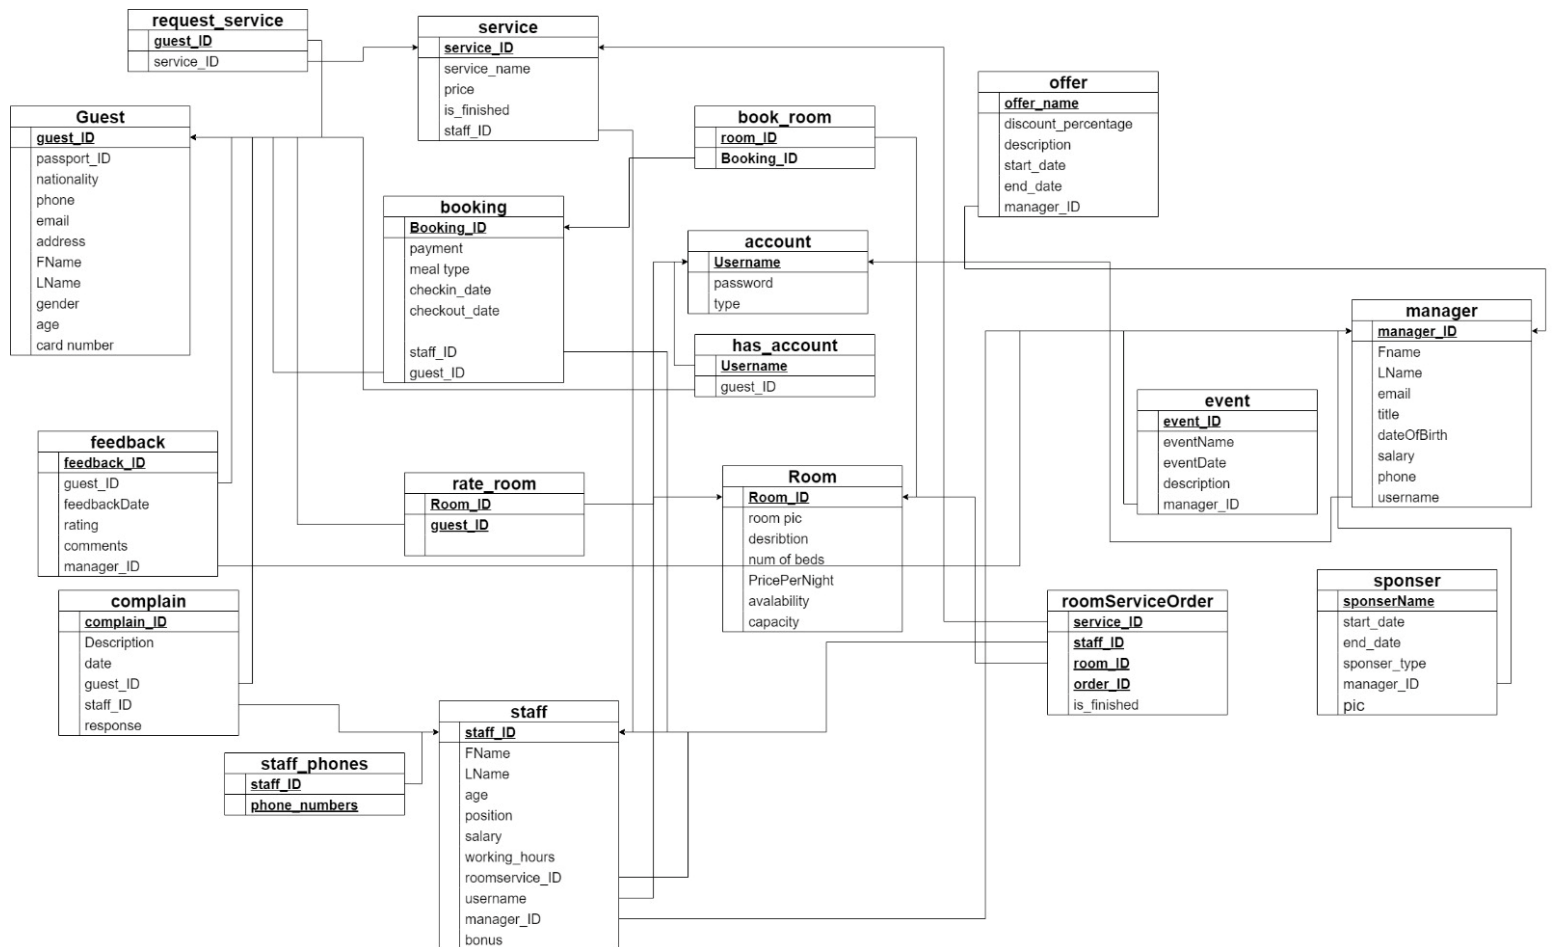 request_service
guest_ID
service_ID
service
service_ID
service_name
price
is_finished
staff_ID
offer
offer_name
discount_percentage
description
start_date
end_date
manager_ID
Guest
guest_ID
passport_ID
nationality
phone
email
address
FName
LName
gender
age
card number
book_room
room_ID
Booking_ID
booking
Booking_ID
payment
meal type
checkin_date
checkout_date
staff_ID
guest_ID
account
Username
password
type
has_account
Username
guest_ID
manager
manager_ID
Fname
LName
email
title
dateOfBirth
salary
phone
username
event
event_ID
eventName
eventDate
description
manager_ID
feedback
feedback_ID
guest_ID
feedbackDate
rating
comments
manager_ID
rate_room
Room_ID
guest_ID
Room
Room_ID
room pic
desribtion
num of beds
PricePerNight
avalability
capacity
complain
complain_ID
Description
date
guest_ID
staff_ID
response
roomServiceOrder
service_ID
staff_ID
room_ID
order_ID
is_finished
sponser
sponserName
start_date
end_date
sponser_type
manager_ID
pic
staff_phones
staff_ID
phone_numbers
staff
staff_ID
FName
LName
age
position
salary
working_hours
roomservice_ID
username
manager_ID
bonus